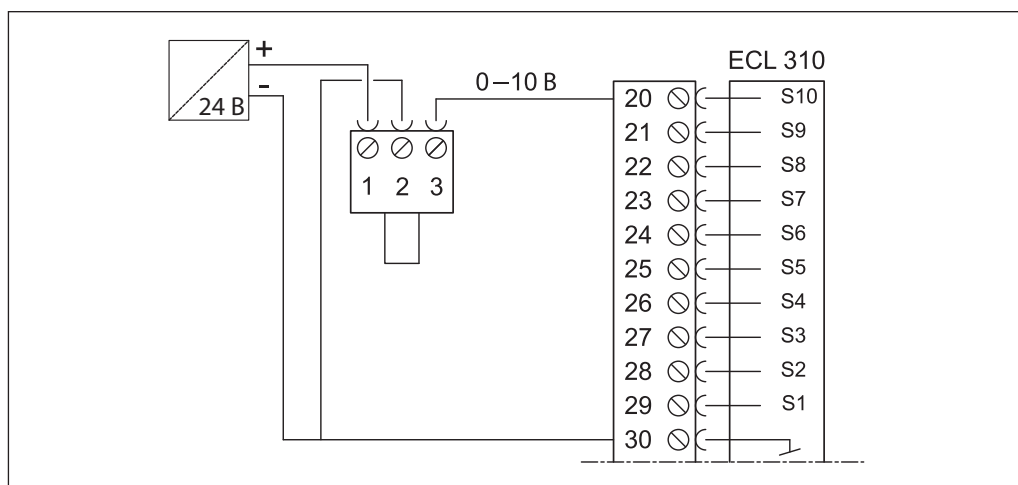 +
-
24 В
0–10 В
ECL 310
1 2 3
20 S10
21 S9
22 S8
23 S7
24 S6
25 S5
26 S4
27 S3
28 S2
29 S1
30